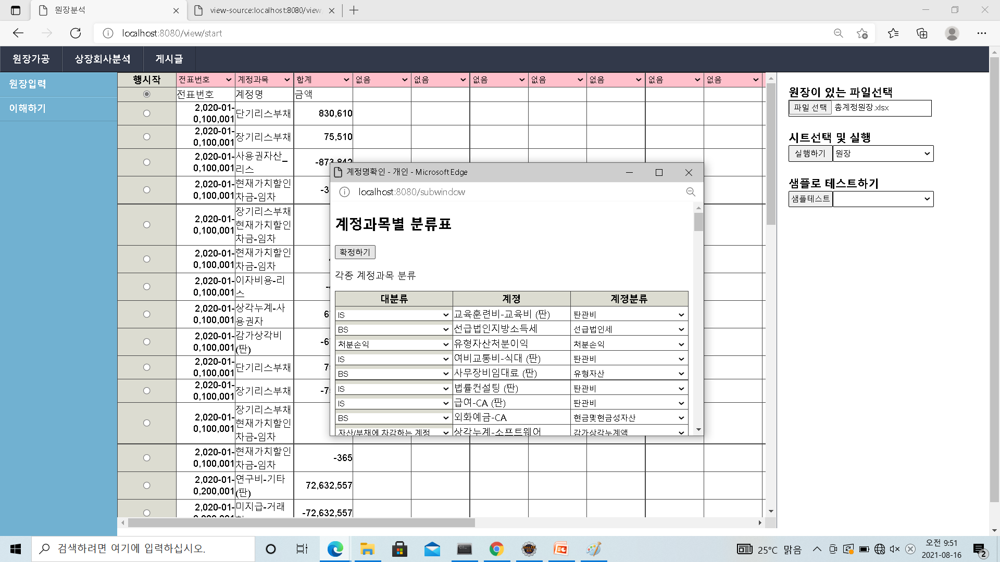 원장분석
view-source:localhost:8080/view
localhost:8080/view/start
원장가공 상장회사분석 게시글
원장입력
이해하기
행시작 전표번호 계정과목 합계 없음 없음 없음 없음 없음 없음 없음
전표번호 계정명 금액
2,020-01-0,100,001 단기리스부채 830,610
2,020-01-0,100,001 장기리스부채 75,510
2,020-01-0,100,001 사용권자산_리스 -873,842
2,020-01-0,100,001 현재가치할인차금-임차 -3
2,020-01-0,100,001 장기리스부채현재가치할인차금-임차
2,020-01-0,100,001 현재가치할인차금-임차
2,020-01-0,100,001 이자비용-리스
2,020-01-0,100,001 상각누계-사용권자
2,020-01-0,100,001 감가상각비 (판)
2,020-01-0,100,001 단기리스부채
2,020-01-0,100,001 장기리스부채
2,020-01-0,100,001 장기리스부채현재가치할인차금-임차
현재가치할인차금-임차 -365
2,020-01-0,200,001 연구비-기타 (판) 72,632,557
2,020-01- 미지급-거래 -72,632,557
계정명확인 - 개인 - Microsoft Edge
localhost:8080/subwindow
계정과목별 분류표
확정하기
각종 계정과목 분류
대분류 계정 계정분류
IS 교육훈련비-교육비 (판) 판관비
BS 선급법인지방소득세 선급법인세
처분손익 유형자산처분이익 처분손익
IS 여비교통비-식대 (판) 판관비
BS 사무장비임대료 (판) 유형자산
IS 법률컨설팅 (판) 판관비
IS 급여-CA (판) 판관비
BS 외화예금-CA 현금및현금성자산
자산/부채에 차감하는 계정 상각누계-소프트웨어 감가상각누계액
원장이 있는 파일선택
파일 선택 총계정원장.xlsx
시트선택 및 실행
실행하기 원장
샘플로 테스트하기
샘플테스트
검색하려면 여기에 입력하십시오.
25°C 맑음
오전 9:51
2021-08-16
2